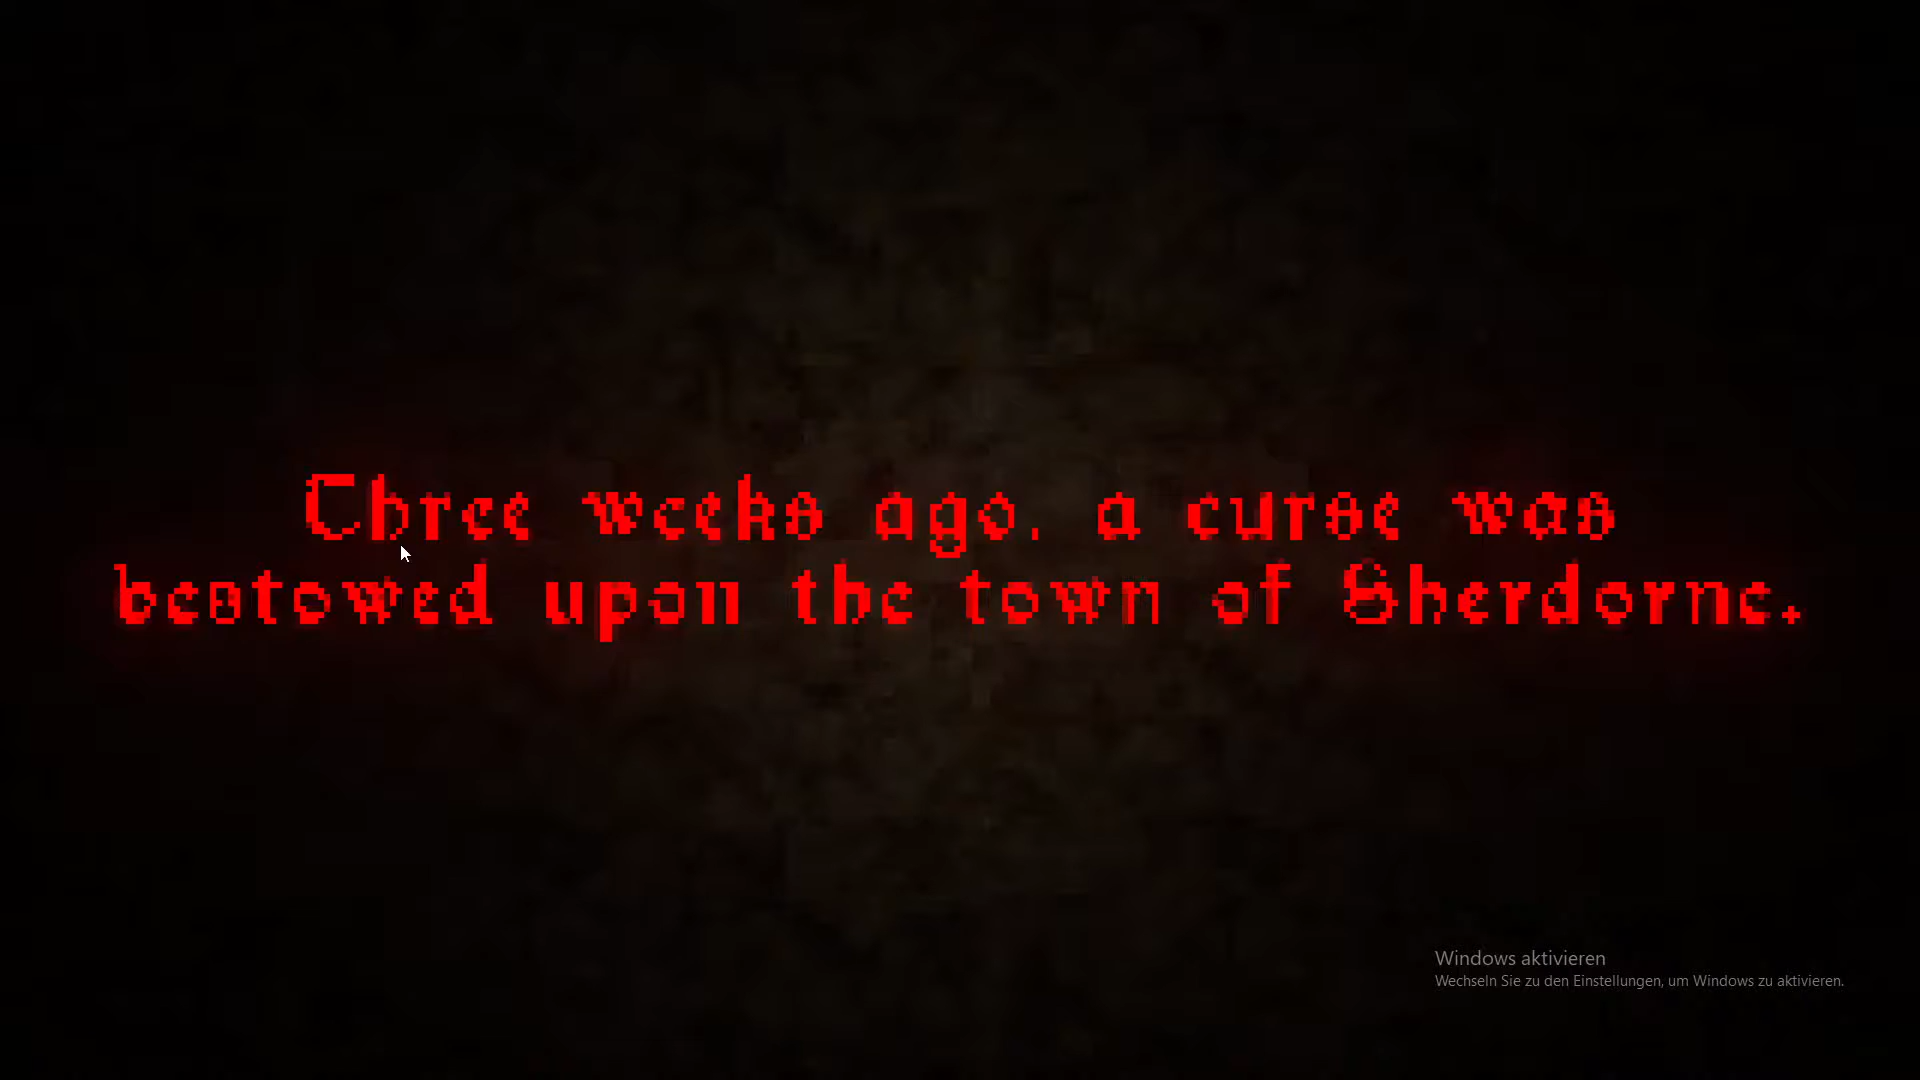 Three weeks ago, a curse was
bestowed upon the town of Sherdorne.
Windows aktivieren
Wechseln Sie zu den Einstellungen, um Windows zu aktivieren.